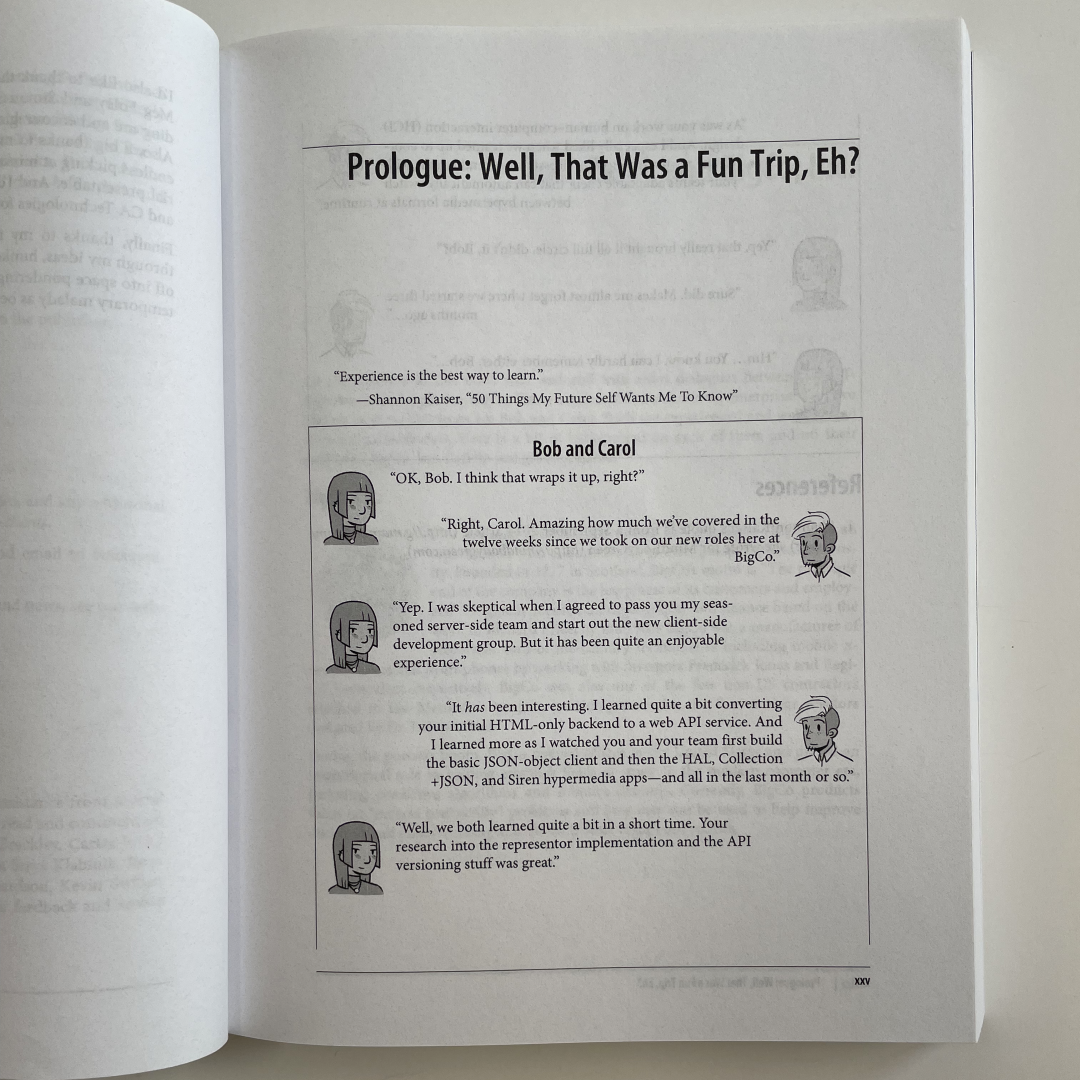 Prologue: Well, That Was a Fun Trip, Eh?
“Experience is the best way to learn.”
—Shannon Kaiser, “50 Things My Future Self Wants Me To Know”
Bob and Carol
“OK, Bob. I think that wraps it up, right?”
“Right, Carol. Amazing how much we’ve covered in the
twelve weeks since we took on our new roles here at
BigCo.”
“Yep. I was skeptical when I agreed to pass you my seas-
oned server-side team and start out the new client-side
development group. But it has been quite an enjoyable
experience.”
“It has been interesting. I learned quite a bit converting
your initial HTML-only backend to a web API service. And
I learned more as I watched you and your team first build
the basic JSON-object client and then the HAL, Collection
+JSON, and Siren hypermedia apps—and all in the last month or so.”
“Well, we both learned quite a bit in a short time. Your
research into the representor implementation and the API
versioning stuff was great.”
xxv